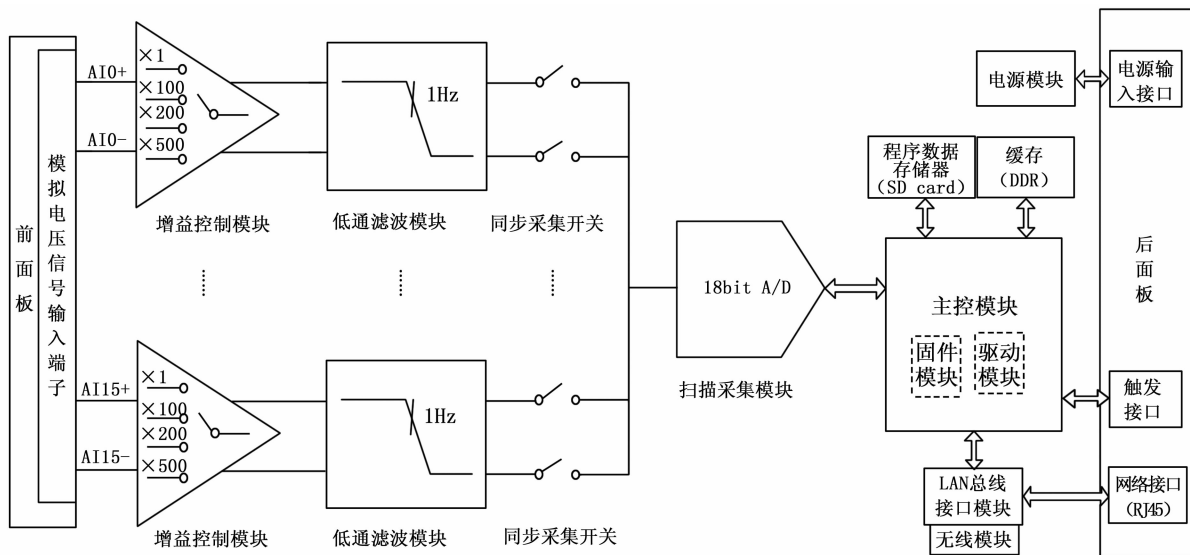 前面板
模拟电压信号输入端子
AI0+
AI0-
×1
×100
×200
×500
增益控制模块
1Hz
低通滤波模块
同步采集开关
AI15+
AI15-
×1
×100
×200
×500
增益控制模块
1Hz
低通滤波模块
同步采集开关
18bit A/D
扫描采集模块
程序数据
存储器
(SD card)
缓存
(DDR)
主控模块
固件
模块
驱动
模块
LAN总线
接口模块
无线模块
电源模块
电源输
入接口
后面板
触发
接口
网络接口
(RJ45)